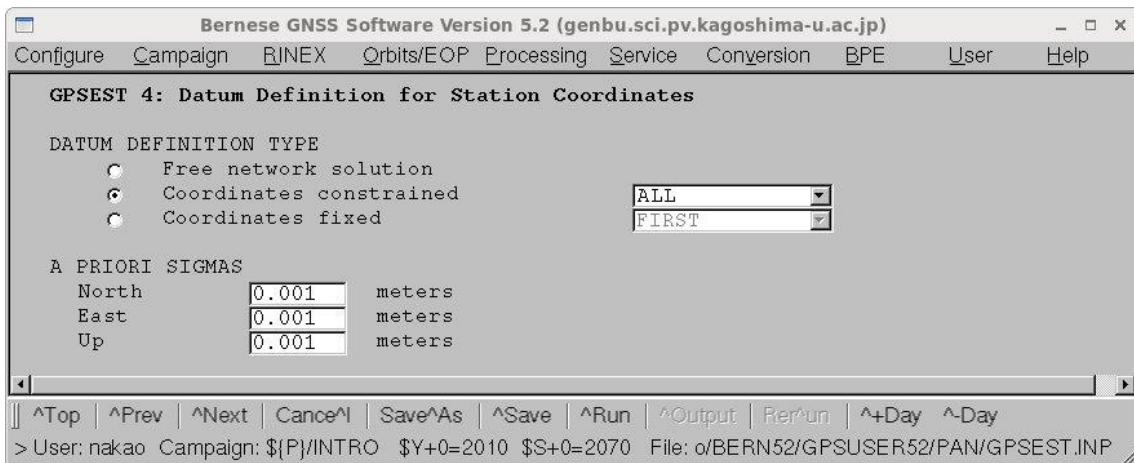 Bernese GNSS Software Version 5.2 (genbu.sci.pv.kagoshima-u.ac.jp)
Configure Campaign RINEX Orbits/EOP Processing Service Conversion BPE User Help
GPSEST 4: Datum Definition for Station Coordinates
DATUM DEFINITION TYPE
Free network solution
Coordinates constrained ALL
Coordinates fixed FIRST
A PRIORI SIGMAS
North 0.001 meters
East 0.001 meters
Up 0.001 meters
^Top | ^Prev | ^Next | Cance^l | Save^As | ^Save | ^Run | ^Output | Rer^un | ^+Day ^-Day
> User: nakao Campaign: ${P}/INTRO $Y+0=2010 $S+0=2070 File: o/BERN52/GPSUSER52/PAN/GPSEST.INP